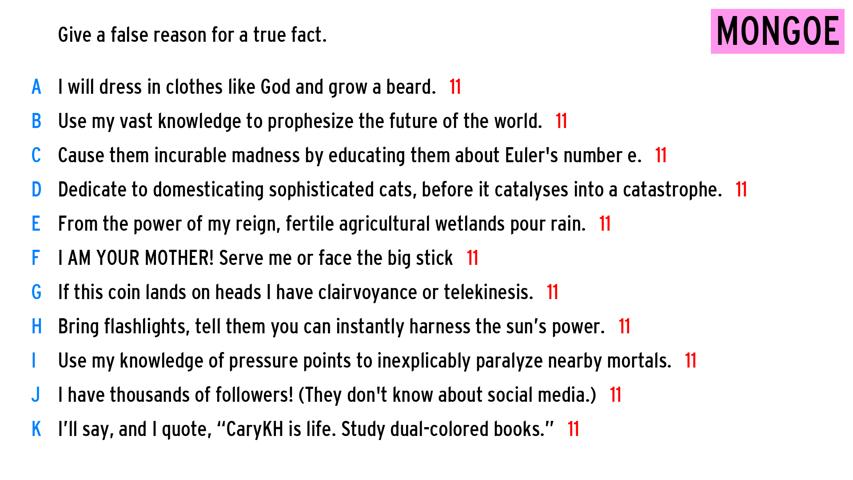 Give a false reason for a true fact.
MONGOE
A I will dress in clothes like God and grow a beard. 11
B Use my vast knowledge to prophesize the future of the world. 11
C Cause them incurable madness by educating them about Euler's number e. 11
D Dedicate to domesticating sophisticated cats, before it catalyses into a catastrophe. 11
E From the power of my reign, fertile agricultural wetlands pour rain. 11
F I AM YOUR MOTHER! Serve me or face the big stick 11
G If this coin lands on heads I have clairvoyance or telekinesis. 11
H Bring flashlights, tell them you can instantly harness the sun’s power. 11
I Use my knowledge of pressure points to inexplicably paralyze nearby mortals. 11
J I have thousands of followers! (They don't know about social media.) 11
K I’ll say, and I quote, “CaryKH is life. Study dual-colored books.” 11